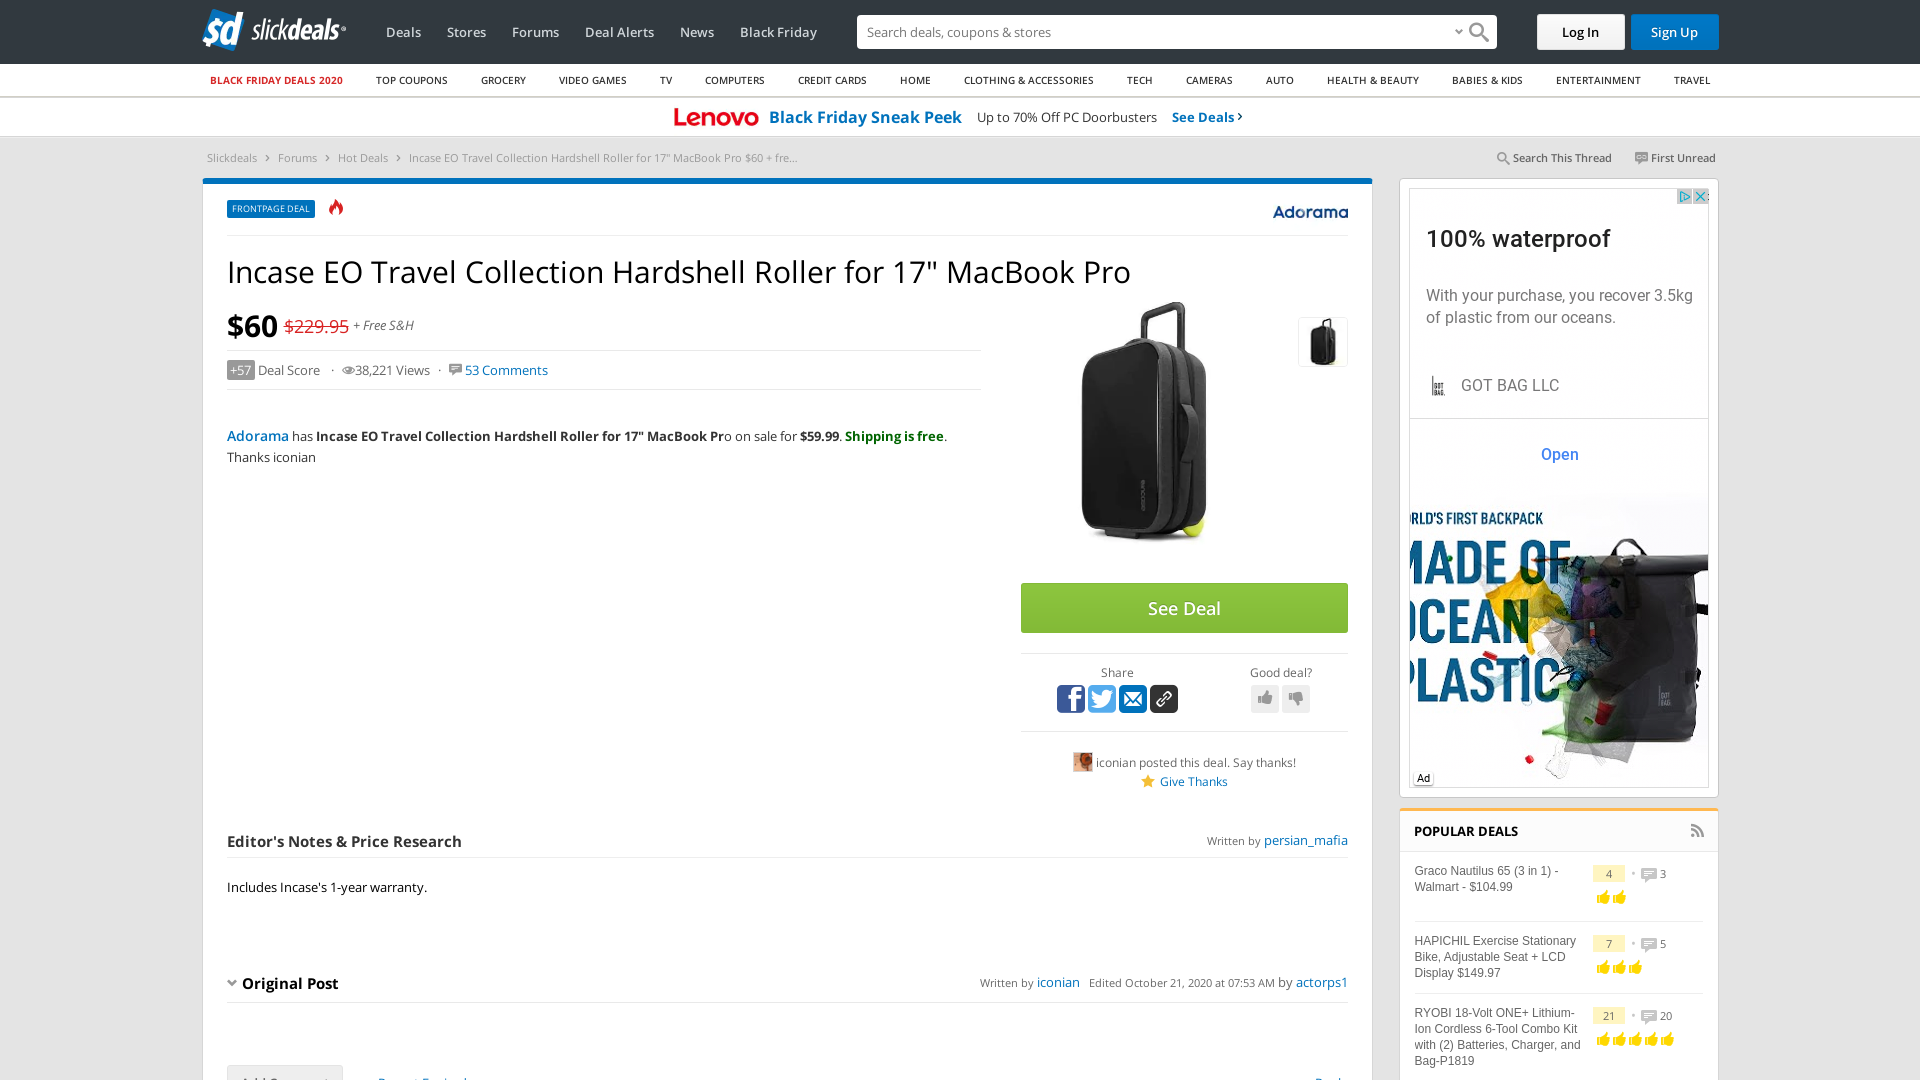 sd slickdeals
Deals Stores Forums Deal Alerts News Black Friday
Search deals, coupons & stores
Log In Sign Up
BLACK FRIDAY DEALS 2020 TOP COUPONS GROCERY VIDEO GAMES TV COMPUTERS CREDIT CARDS HOME CLOTHING & ACCESSORIES TECH CAMERAS AUTO HEALTH & BEAUTY BABIES & KIDS ENTERTAINMENT TRAVEL
Lenovo Black Friday Sneak Peek Up to 70% Off PC Doorbusters See Deals ›
Slickdeals › Forums › Hot Deals › Incase EO Travel Collection Hardshell Roller for 17" MacBook Pro $60 + fre...
Search This Thread First Unread
FRONTPAGE DEAL
Adorama
Incase EO Travel Collection Hardshell Roller for 17" MacBook Pro
$60 $229.95 + Free S&H
+57 Deal Score · 38,221 Views · 53 Comments
Adorama has Incase EO Travel Collection Hardshell Roller for 17" MacBook Pro on sale for $59.99. Shipping is free.
Thanks iconian
See Deal
Share Good deal?
iconian posted this deal. Say thanks!
Give Thanks
Editor's Notes & Price Research
Written by persian_mafia
Includes Incase's 1-year warranty.
Original Post
Written by iconian Edited October 21, 2020 at 07:53 AM by actorps1
100% waterproof
With your purchase, you recover 3.5kg
of plastic from our oceans.
GOT BAG.
GOT BAG LLC
Open
RLD'S FIRST BACKPACK
MADE OF
OCEAN
PLASTIC
Ad
POPULAR DEALS
Graco Nautilus 65 (3 in 1) -
Walmart - $104.99
4 • 3
HAPICHIL Exercise Stationary
Bike, Adjustable Seat + LCD
Display $149.97
7 • 5
RYOBI 18-Volt ONE+ Lithium-
Ion Cordless 6-Tool Combo Kit
with (2) Batteries, Charger, and
Bag-P1819
21 • 20